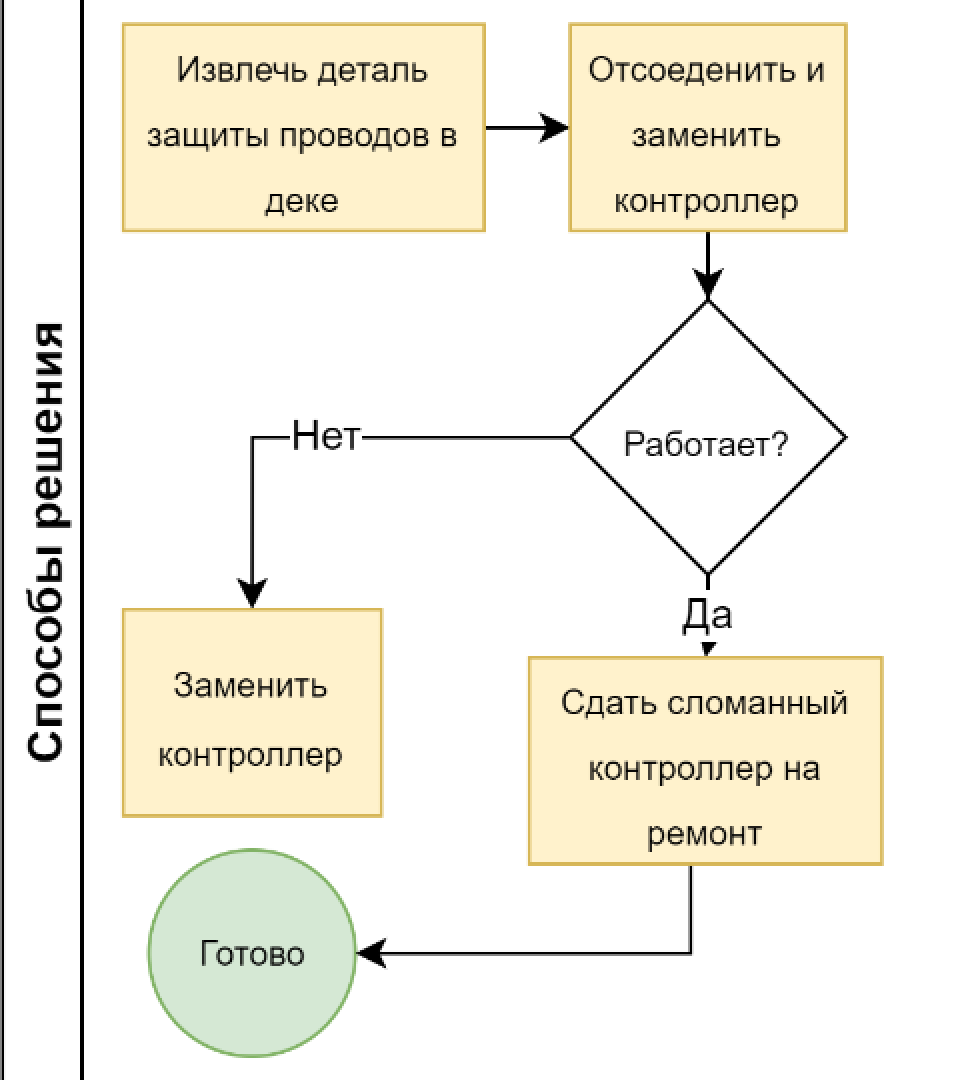 Способы решения
Извлечь деталь
защиты проводов в
деке
Отсоеденить и
заменить
контроллер
Работает?
Нет
Да
Заменить
контроллер
Сдать сломанный
контроллер на
ремонт
Готово